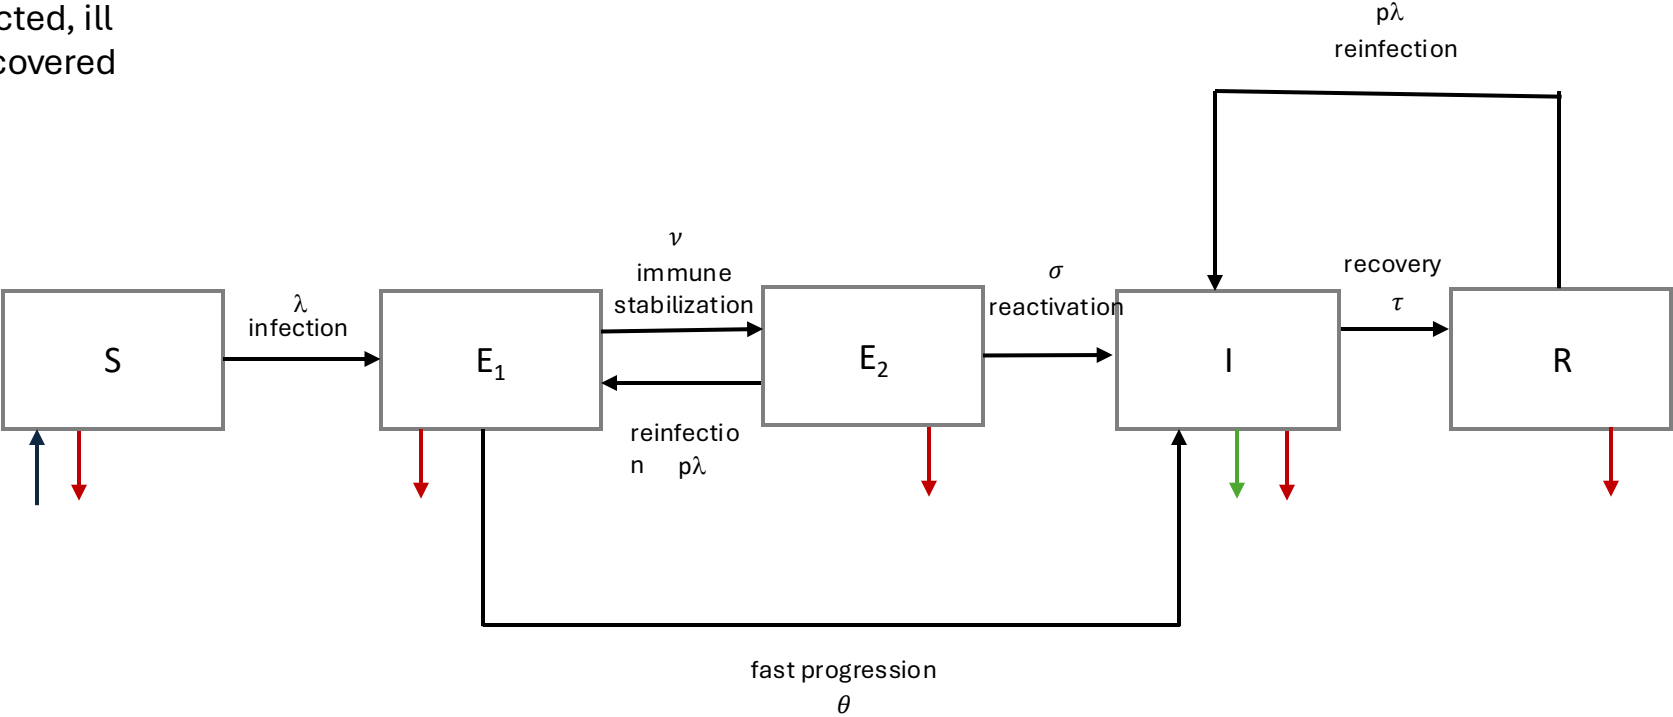 cted, ill
covered
pλ
reinfection
ν
immune
stabilization
σ
reactivation
recovery
τ
λ
infection
S
E₁
E₂
I
R
reinfectio
n pλ
fast progression
θ